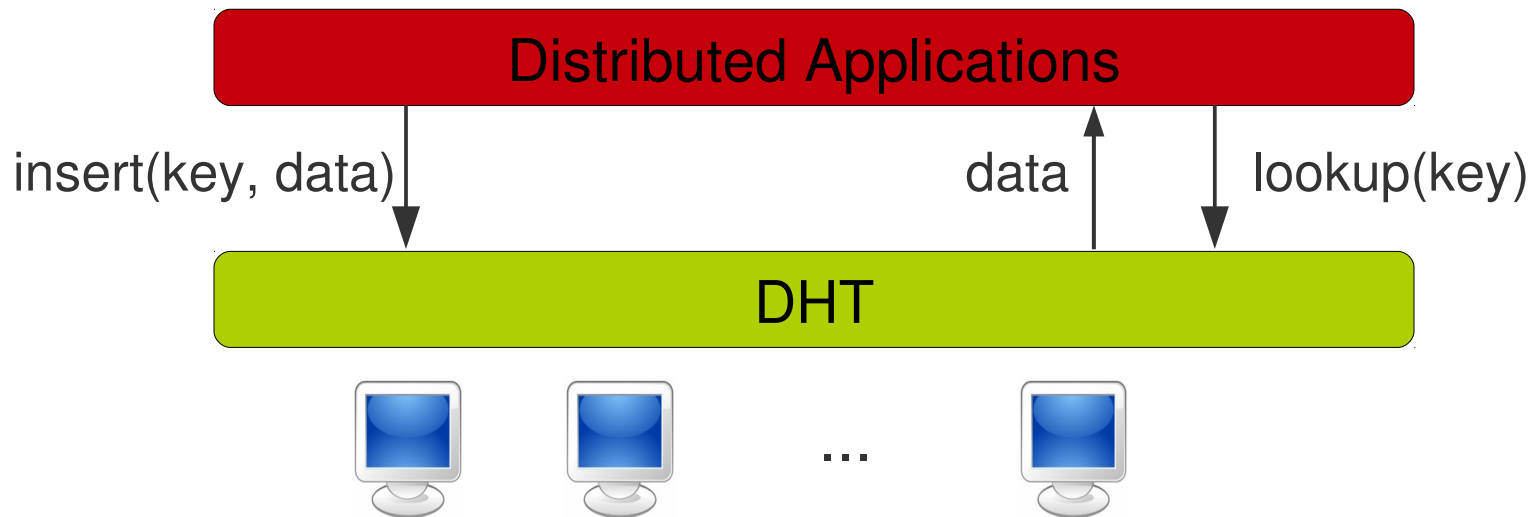 Distributed Applications
insert(key, data)
data
lookup(key)
DHT
...